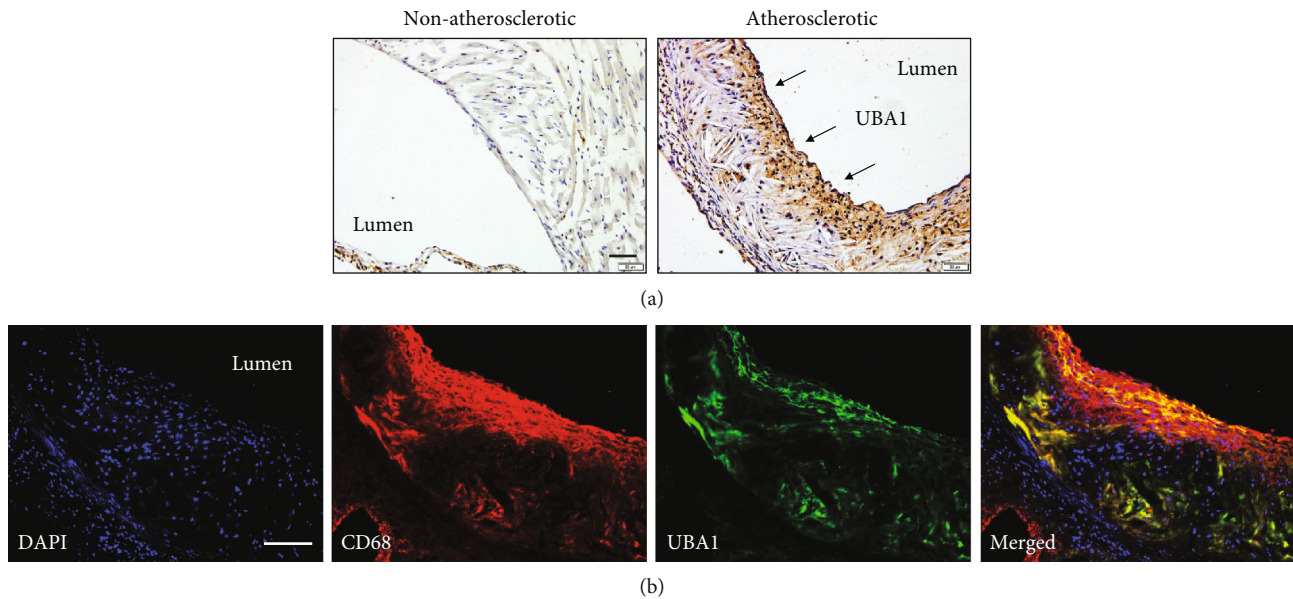 Non-atherosclerotic
Atherosclerotic
Lumen
Lumen
UBA1
(a)
Lumen
DAPI
CD68
UBA1
Merged
(b)